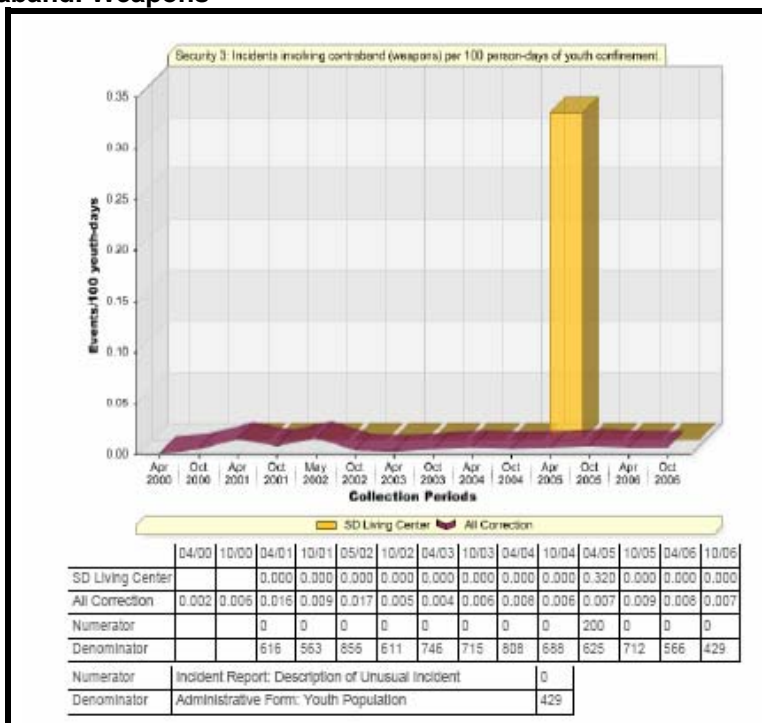 Weapons
Security 3: Incidents involving contraband (weapons) per 100 person-days of youth confinement.
Events/100 youth-days
0.35
0.30
0.25
0.20
0.15
0.10
0.05
0.00
Apr 2000 Oct 2000 Apr 2001 Oct 2001 May 2002 Oct 2002 Apr 2003 Oct 2003 Apr 2004 Oct 2004 Apr 2005 Oct 2005 Apr 2006 Oct 2006
Collection Periods
SD Living Center All Correction
04/00 10/00 04/01 10/01 05/02 10/02 04/03 10/03 04/04 10/04 04/05 10/05 04/06 10/06
SD Living Center 0.000 0.000 0.000 0.000 0.000 0.000 0.000 0.000 0.320 0.000 0.000 0.000
All Correction 0.002 0.006 0.016 0.009 0.017 0.005 0.004 0.006 0.008 0.006 0.007 0.009 0.008 0.007
Numerator 0 0 0 0 0 0 0 0 200 0 0 0
Denominator 616 563 856 611 746 715 808 688 625 712 566 429
Numerator Incident Report: Description of Unusual Incident 0
Denominator Administrative Form: Youth Population 429